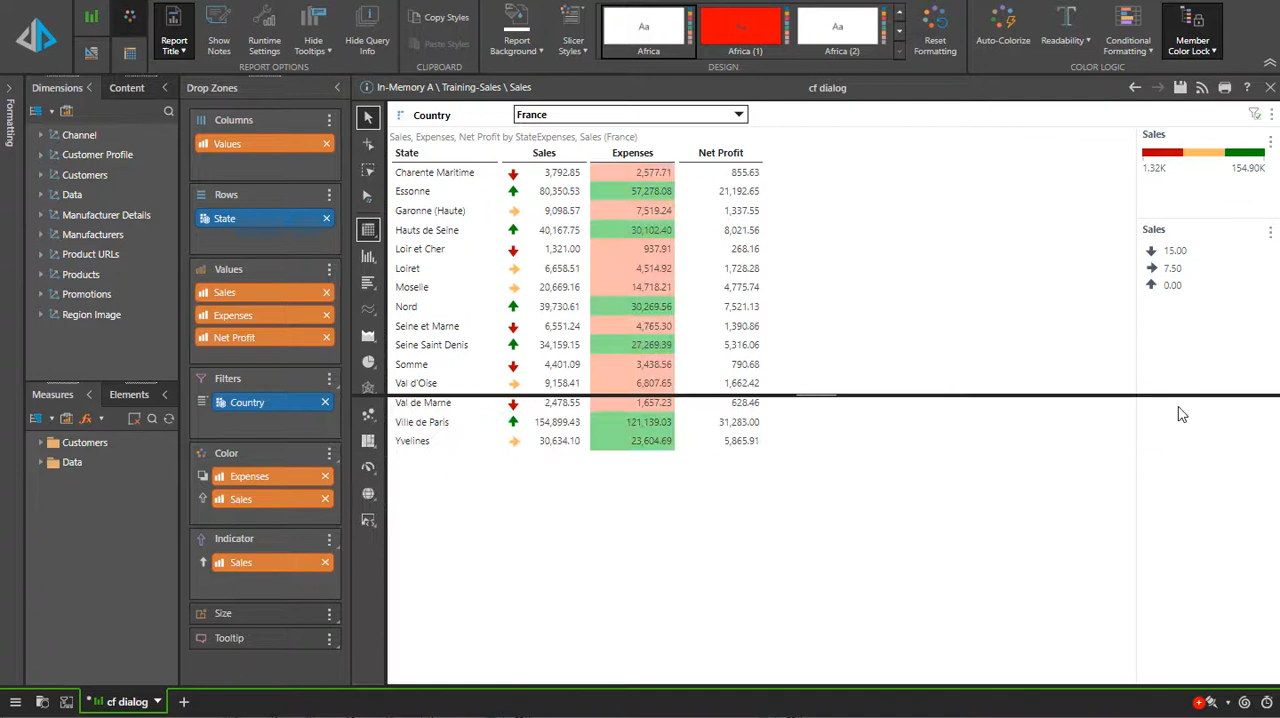 Report Title
Show Notes
Runtime Settings
Hide Tooltips
Hide Query Info
REPORT OPTIONS
Copy Styles
Paste Styles
CLIPBOARD
Report Background
Slicer Styles
Aa
Africa
Aa
Africa (1)
Aa
Africa (2)
DESIGN
Reset Formatting
Auto-Colorize
Readability
Conditional Formatting
Member Color Lock
COLOR LOGIC
Formatting
Dimensions
Content
Channel
Customer Profile
Customers
Data
Manufacturer Details
Manufacturers
Product URLs
Products
Promotions
Region Image
Measures
Elements
Customers
Data
Drop Zones
Columns
Values
Rows
State
Values
Sales
Expenses
Net Profit
Filters
Country
Color
Expenses
Sales
Indicator
Sales
Size
Tooltip
In-Memory A \ Training-Sales \ Sales
cf dialog
Country
France
Sales, Expenses, Net Profit by StateExpenses, Sales (France)
State Sales Expenses Net Profit
Charente Maritime 3,792.85 2,577.71 855.63
Essonne 80,350.53 57,278.08 21,192.65
Garonne (Haute) 9,098.57 7,519.24 1,337.55
Hauts de Seine 40,167.75 30,102.40 8,021.56
Loir et Cher 1,321.00 937.91 268.16
Loiret 6,658.51 4,514.92 1,728.28
Moselle 20,669.16 14,718.21 4,775.74
Nord 39,730.61 30,269.56 7,521.13
Seine et Marne 6,551.24 4,765.30 1,390.86
Seine Saint Denis 34,159.15 27,269.39 5,316.06
Somme 4,401.09 3,438.56 790.68
Val d'Oise 9,158.41 6,807.65 1,662.42
Val de Marne 2,478.55 1,657.23 628.46
Ville de Paris 154,899.43 121,139.03 31,283.00
Yvelines 30,634.10 23,604.69 5,865.91
Sales
1.32K 154.90K
Sales
15.00
7.50
0.00
* cf dialog